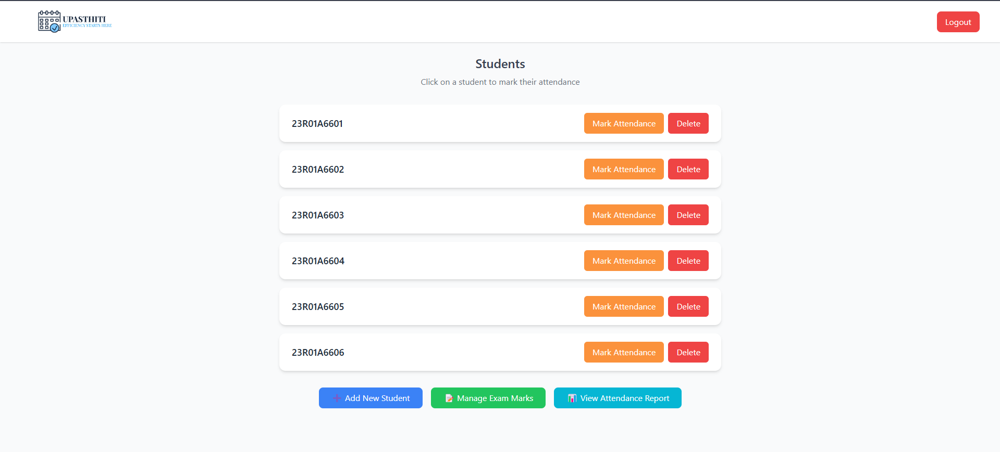 UPASTHITI
EFFICIENCY STARTS HERE
Logout
Students
Click on a student to mark their attendance
23R01A6601 Mark Attendance Delete
23R01A6602 Mark Attendance Delete
23R01A6603 Mark Attendance Delete
23R01A6604 Mark Attendance Delete
23R01A6605 Mark Attendance Delete
23R01A6606 Mark Attendance Delete
➕ Add New Student 📝 Manage Exam Marks 📊 View Attendance Report